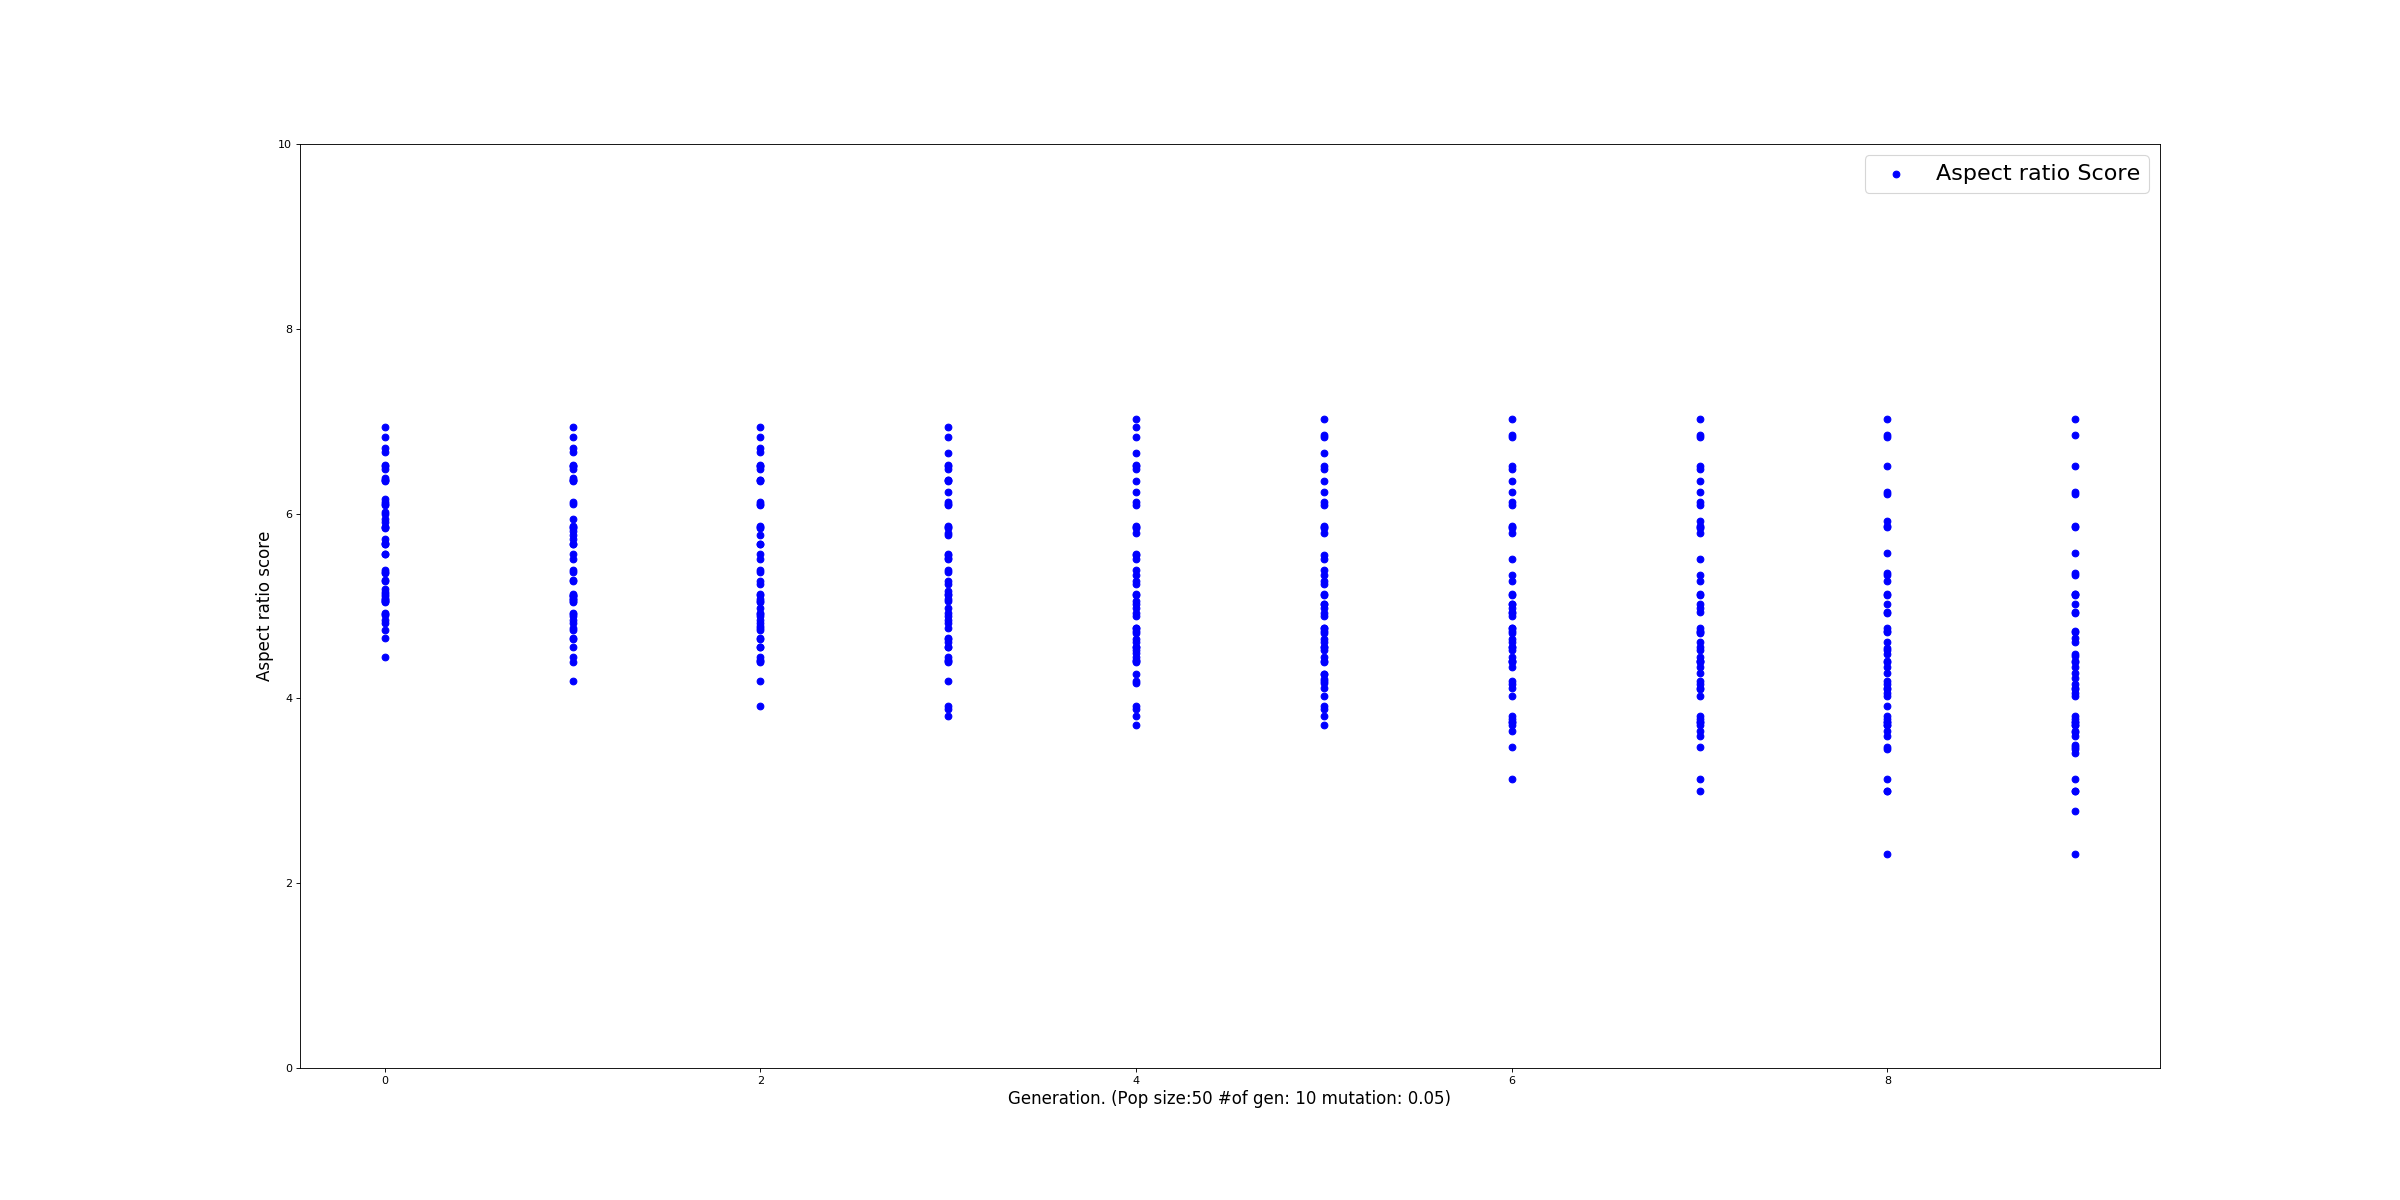 10
Aspect ratio Score
8
6
Aspect ratio score
4
2
0
0 2 4 6 8
Generation. (Pop size:50 #of gen: 10 mutation: 0.05)